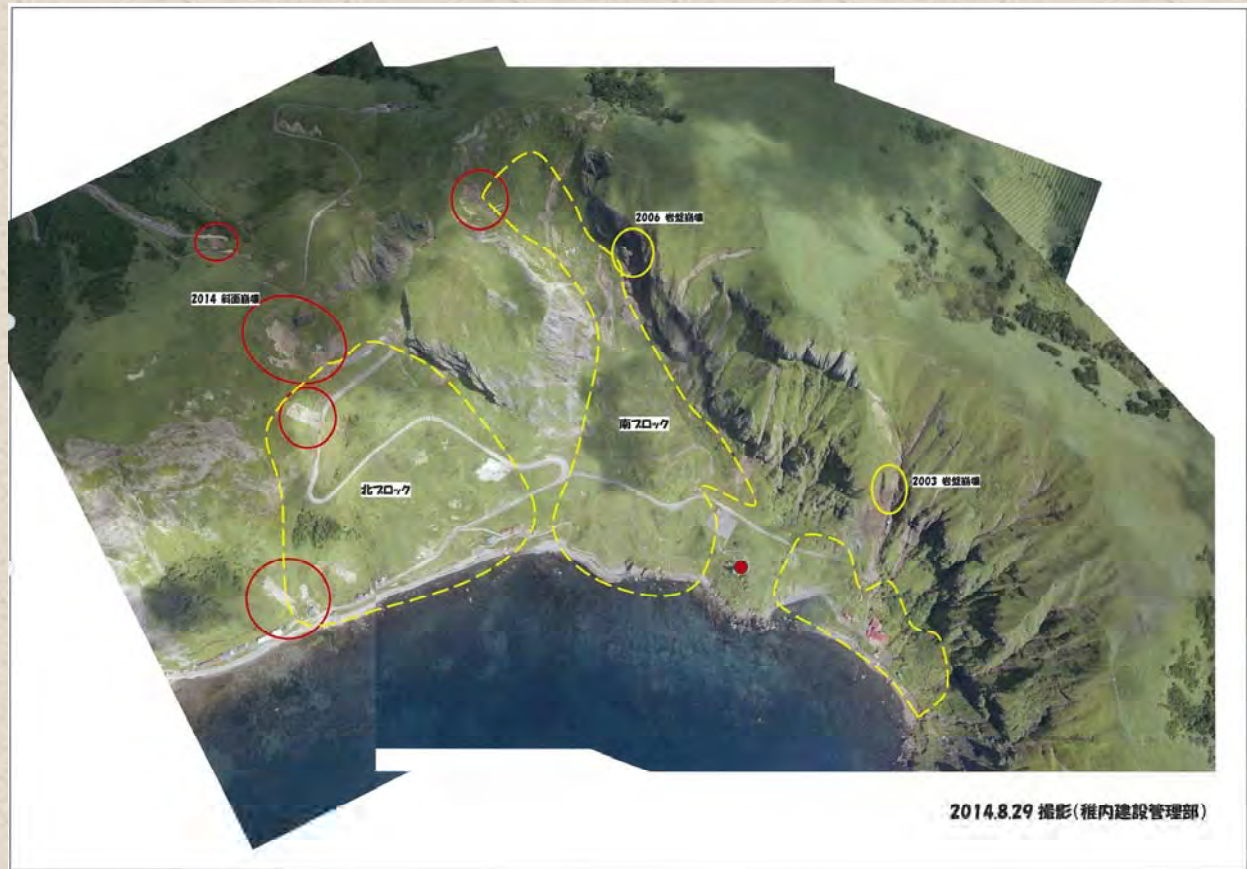 2006 岩盤崩壊
2014 斜面崩壊
南ブロック
2003 岩盤崩壊
北ブロック
2014.8.29 撮影(稚内建設管理部)